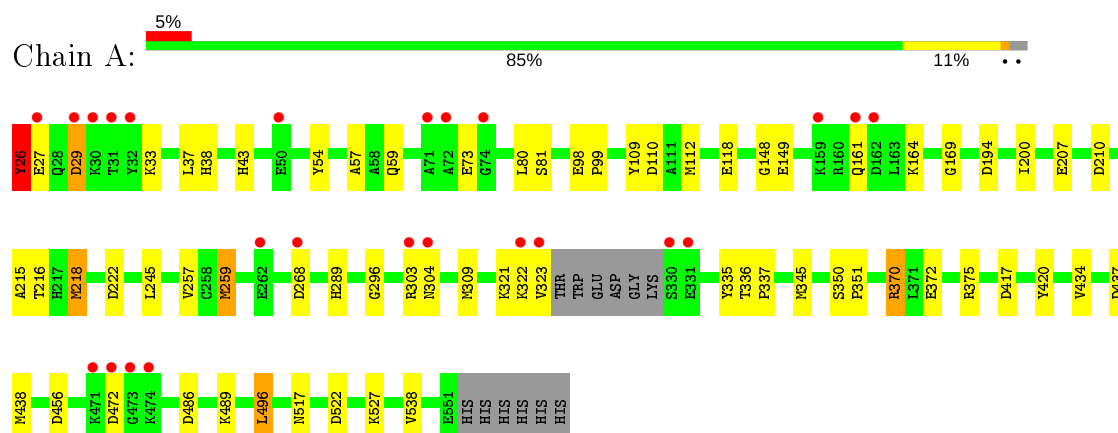 5%
Chain A:
85% 11% • •
Y26 E27 Q28 D29 K30 T31 Y32 K33 L37 H38 H43 E50 Y54 A57 A58 Q59 A71 A72 E73 G74 L80 S81 E98 P99 Y109 D110 A111 M112 E118 G148 E149 K159 R160 Q161 D162 L163 K164 G169 D194 I200 E207 D210
A215 T216 H217 M218 D222 L245 V257 C258 M259 E262 D268 H289 G296 R303 N304 M309 K321 K322 V323 THR TRP GLU ASP GLY LYS S330 E331 Y335 T336 P337 M345 S350 P351 R370 L371 E372 R375 D417 Y420 V434 D437
M438 D456 K471 D472 G473 K474 D486 K489 L496 N517 D522 K527 V538 E551 HIS HIS HIS HIS HIS HIS